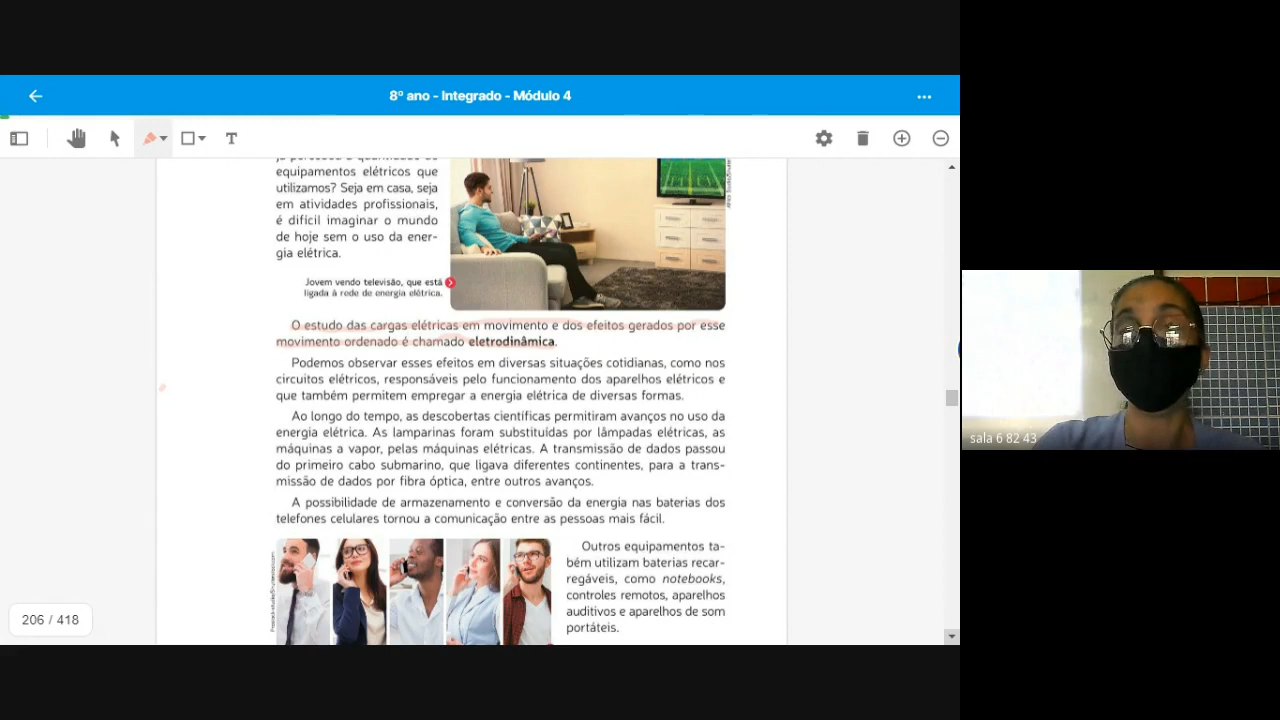 8º ano - Integrado - Módulo 4
T
já percebeu a quantidade de
equipamentos elétricos que
utilizamos? Seja em casa, seja
em atividades profissionais,
é difícil imaginar o mundo
de hoje sem o uso da ener-
gia elétrica.
Jovem vendo televisão, que está
ligada à rede de energia elétrica.
O estudo das cargas elétricas em movimento e dos efeitos gerados por esse
movimento ordenado é chamado eletrodinâmica.
Podemos observar esses efeitos em diversas situações cotidianas, como nos
circuitos elétricos, responsáveis pelo funcionamento dos aparelhos elétricos e
que também permitem empregar a energia elétrica de diversas formas.
Ao longo do tempo, as descobertas científicas permitiram avanços no uso da
energia elétrica. As lamparinas foram substituídas por lâmpadas elétricas, as
máquinas a vapor, pelas máquinas elétricas. A transmissão de dados passou
do primeiro cabo submarino, que ligava diferentes continentes, para a trans-
missão de dados por fibra óptica, entre outros avanços.
A possibilidade de armazenamento e conversão da energia nas baterias dos
telefones celulares tornou a comunicação entre as pessoas mais fácil.
Outros equipamentos ta-
bém utilizam baterias recar-
regáveis, como notebooks,
controles remotos, aparelhos
auditivos e aparelhos de som
portáteis.
206 / 418
sala 6 82 43